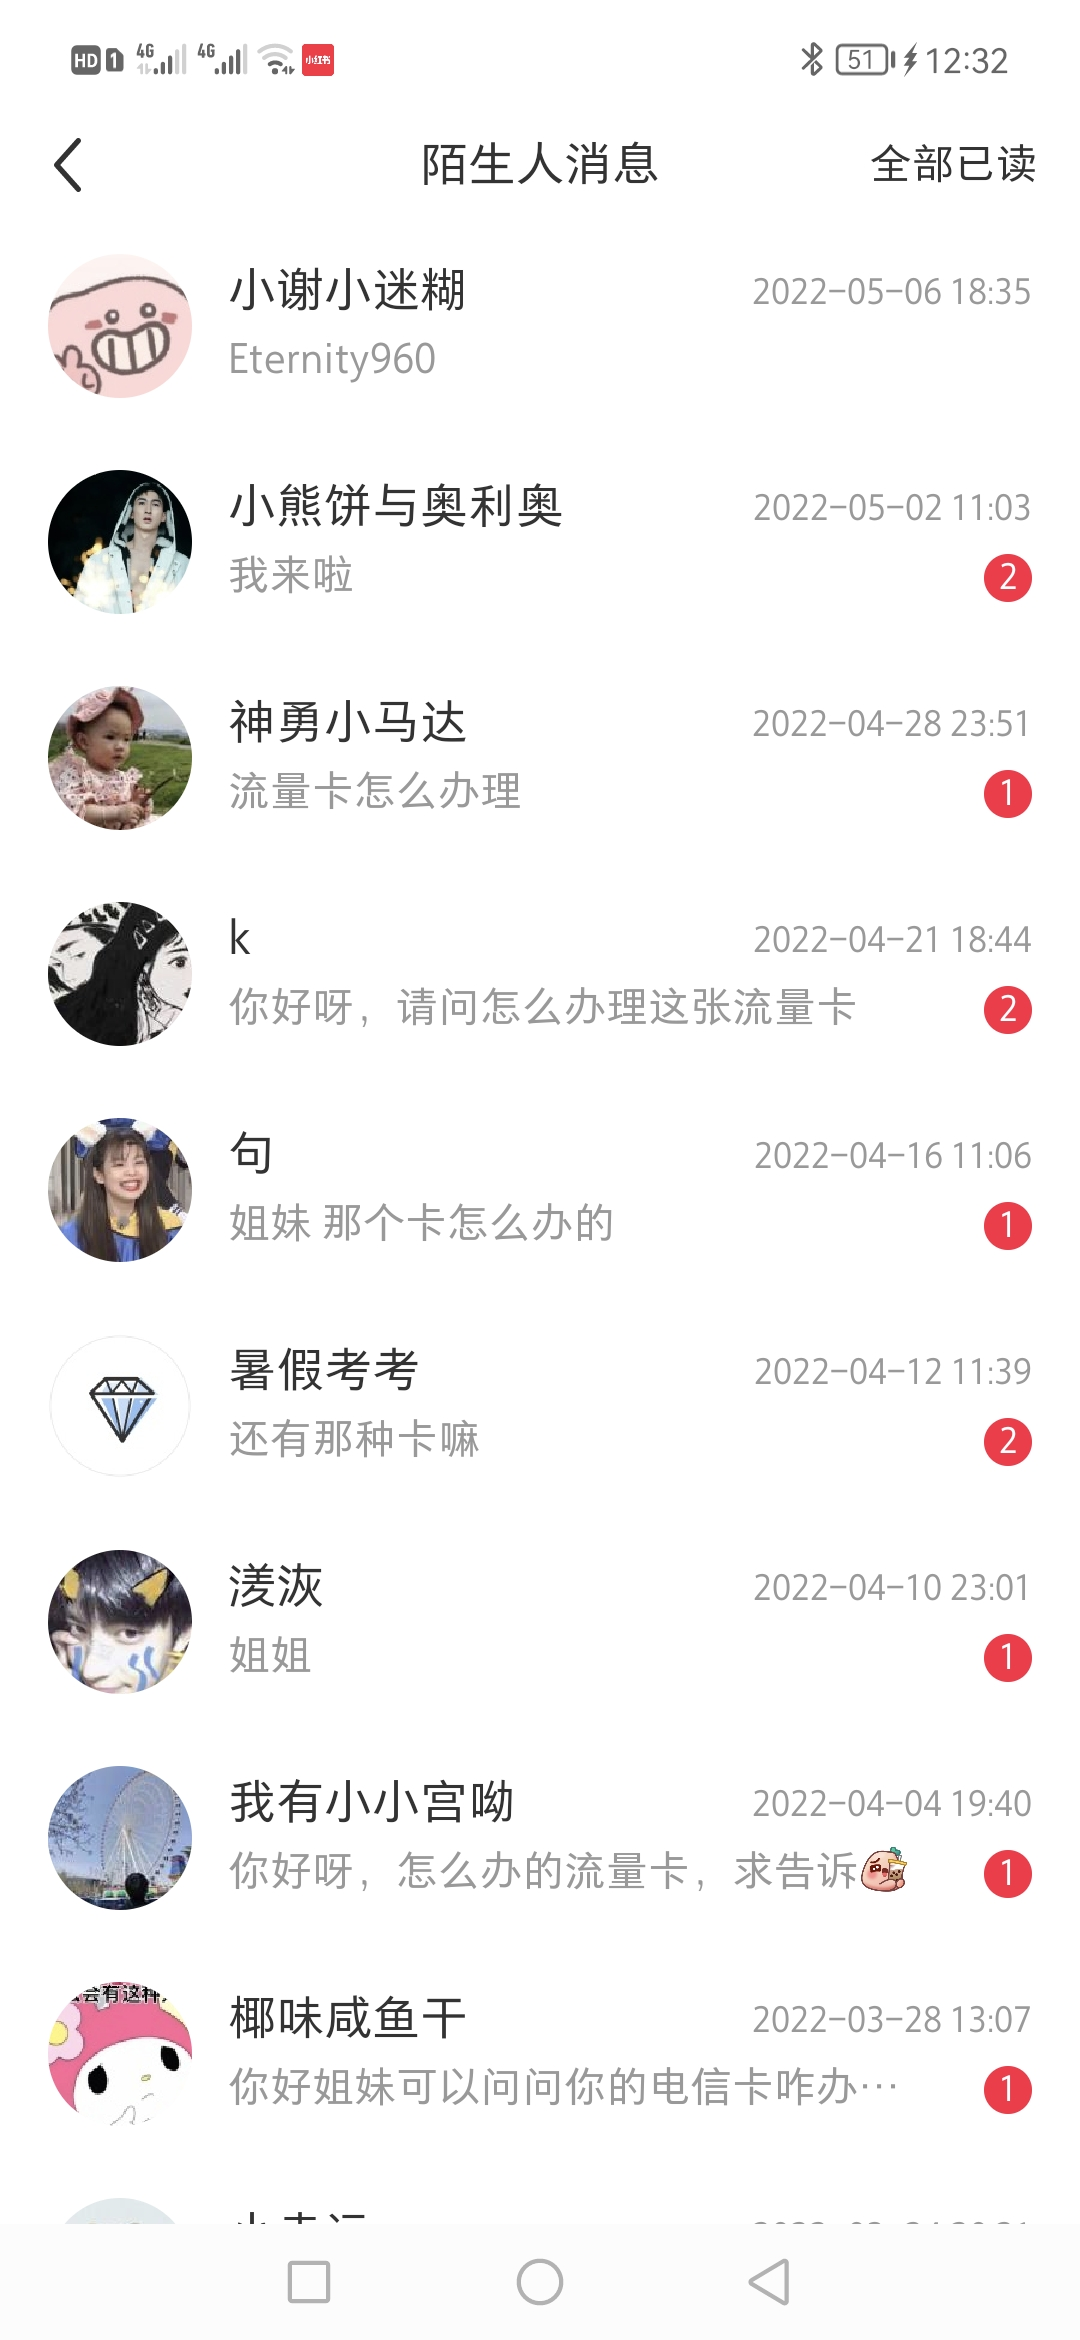 HD 1 4G 4G 小红书 51 12:32
陌生人消息 全部已读
小谢小迷糊 2022-05-06 18:35
Eternity960
小熊饼与奥利奥 2022-05-02 11:03
我来啦 2
神勇小马达 2022-04-28 23:51
流量卡怎么办理 1
k 2022-04-21 18:44
你好呀，请问怎么办理这张流量卡 2
句 2022-04-16 11:06
姐妹 那个卡怎么办的 1
暑假考考 2022-04-12 11:39
还有那种卡嘛 2
洧洃 2022-04-10 23:01
姐姐 1
我有小小宫呦 2022-04-04 19:40
你好呀，怎么办的流量卡，求告诉 1
会有这种
椰味咸鱼干 2022-03-28 13:07
你好姐妹可以问问你的电信卡咋办… 1